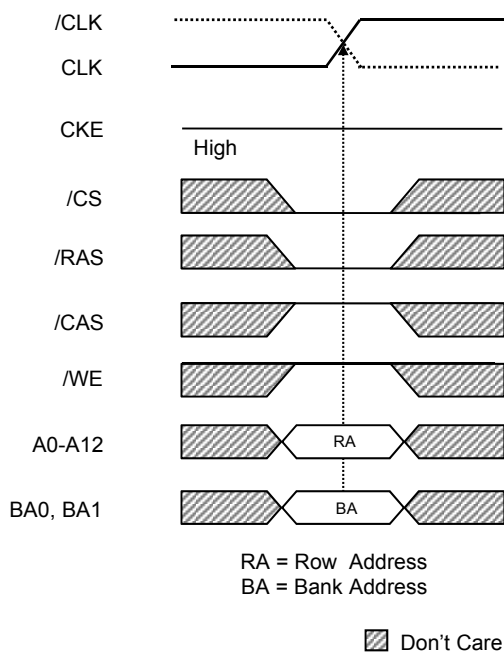 /CLK
CLK
CKE
High
/CS
/RAS
/CAS
/WE
A0-A12
RA
BA0, BA1
BA
RA = Row Address
BA = Bank Address
Don't Care